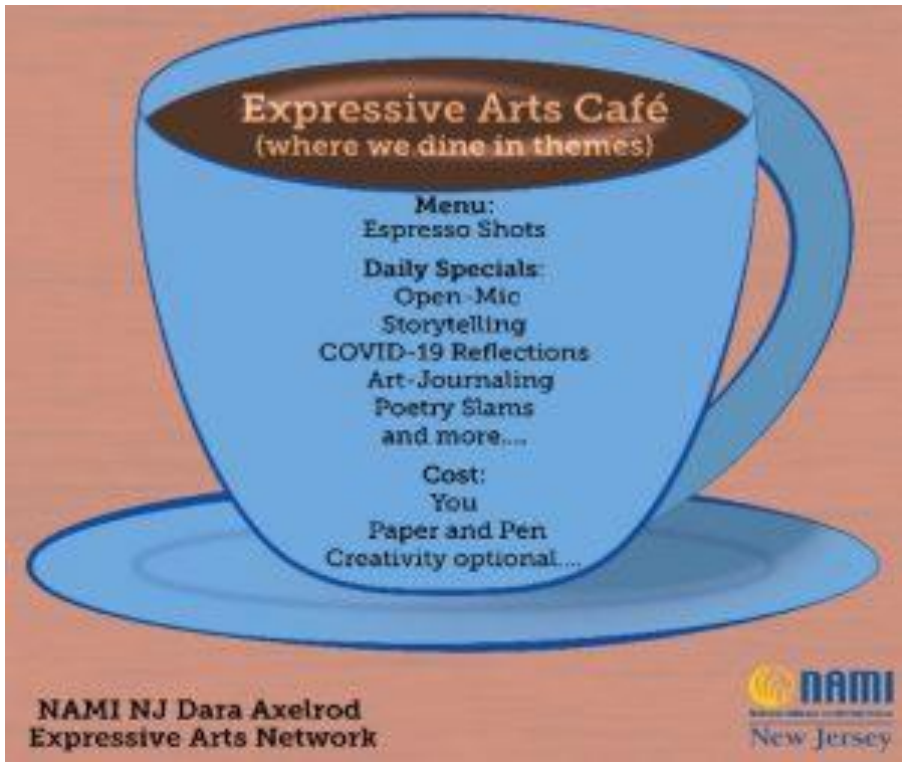 Expressive Arts Café
(where we dine in themes)
Menu:
Espresso Shots
Daily Specials:
Open-Mic
Storytelling
COVID-19 Reflections
Art-Journaling
Poetry Slams
and more....
Cost:
You
Paper and Pen
Creativity optional....
NAMI NJ Dara Axelrod
Expressive Arts Network
NAMI
New Jersey